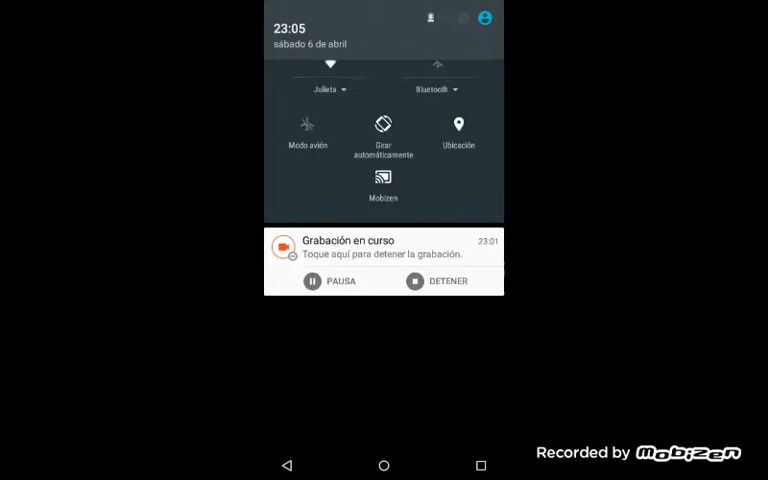 23:05
sábado 6 de abril
Julieta
Bluetooth
Modo avión
Girar
automáticamente
Ubicación
Mobizen
Grabación en curso
23:01
Toque aquí para detener la grabación.
PAUSA
DETENER
Recorded by Mobizen